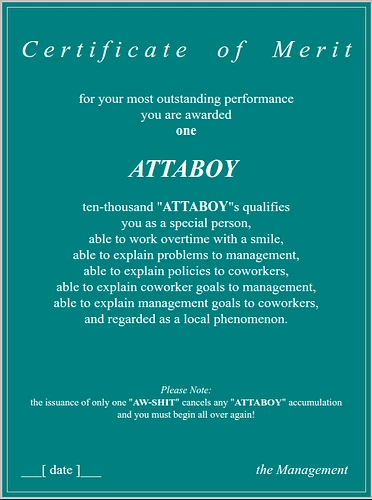 Certificate of Merit
for your most outstanding performance
you are awarded
one
ATTABOY
ten-thousand "ATTABOY"s qualifies
you as a special person,
able to work overtime with a smile,
able to explain problems to management,
able to explain policies to coworkers,
able to explain coworker goals to management,
able to explain management goals to coworkers,
and regarded as a local phenomenon.
Please Note:
the issuance of only one "AW-SHIT" cancels any "ATTABOY" accumulation
and you must begin all over again!
___[ date ]___ the Management